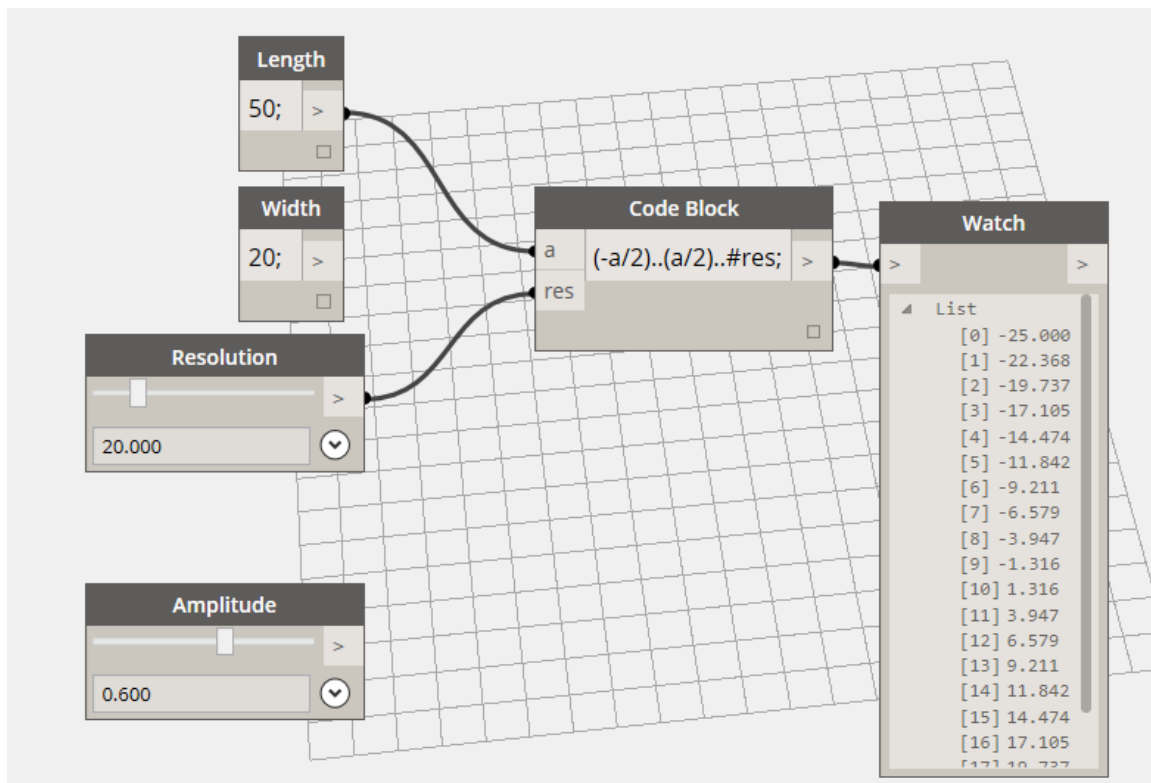 Length
50; >
Width
20; >
Resolution
>
20.000
Amplitude
>
0.600
Code Block
a (-a/2)..(a/2)..#res; >
res
Watch
> >
List
[0] -25.000
[1] -22.368
[2] -19.737
[3] -17.105
[4] -14.474
[5] -11.842
[6] -9.211
[7] -6.579
[8] -3.947
[9] -1.316
[10] 1.316
[11] 3.947
[12] 6.579
[13] 9.211
[14] 11.842
[15] 14.474
[16] 17.105
[17] 19.737